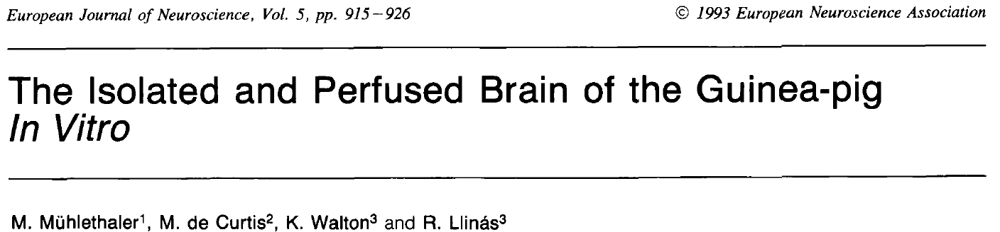 European Journal of Neuroscience, Vol. 5, pp. 915–926 © 1993 European Neuroscience Association
The Isolated and Perfused Brain of the Guinea-pig
In Vitro
M. Mühlethaler1, M. de Curtis2, K. Walton3 and R. Llinás3